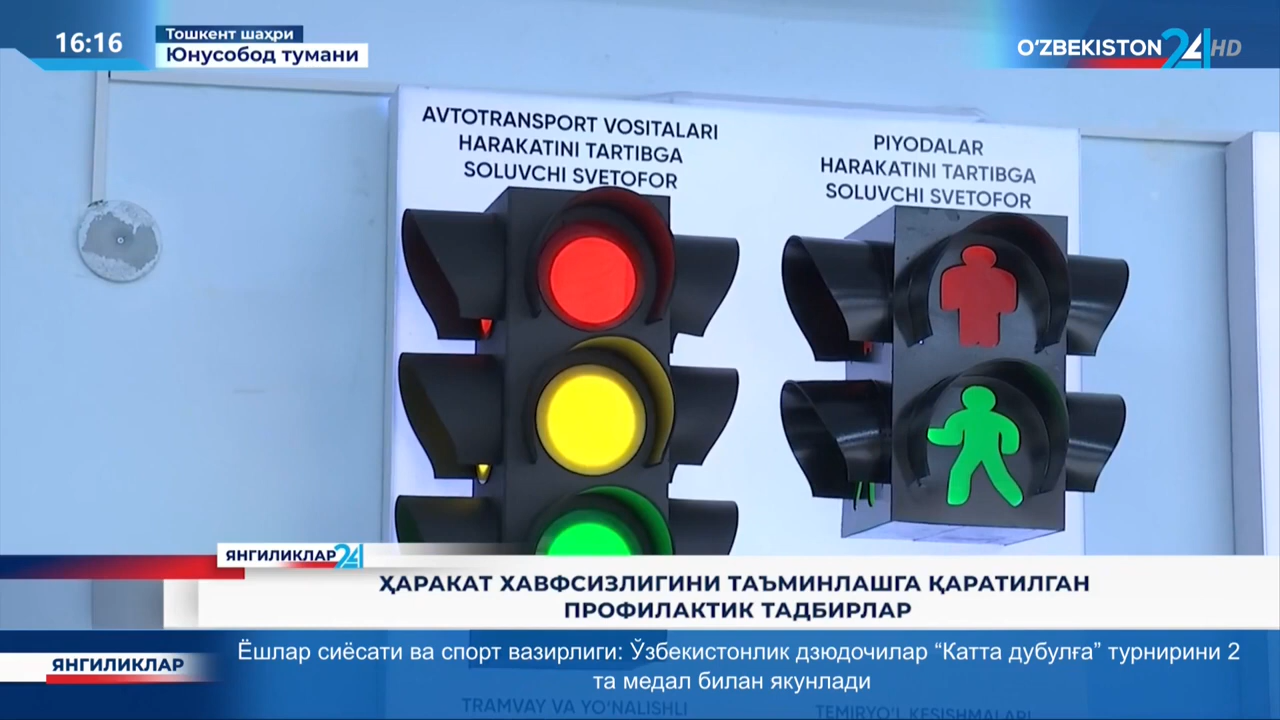 16:16
Тошкент шаҳри
Юнусобод тумани
O‘ZBEKISTON 24 HD
AVTOTRANSPORT VOSITALARI
HARAKATINI TARTIBGA
SOLUVCHI SVETOFOR
PIYODALAR
HARAKATINI TARTIBGA
SOLUVCHI SVETOFOR
ЯНГИЛИКЛАР 24
ҲАРАКАТ ХАВФСИЗЛИГИНИ ТАЪМИНЛАШГА ҚАРАТИЛГАН
ПРОФИЛАКТИК ТАДБИРЛАР
ЯНГИЛИКЛАР
Ёшлар сиёсати ва спорт вазирлиги: Ўзбекистонлик дзюдочилар “Катта дубулға” турнирини 2
та медал билан якунлади
TRAMVAY VA YO‘NALISHLI
TEMIRYO‘L KESISHMALARI